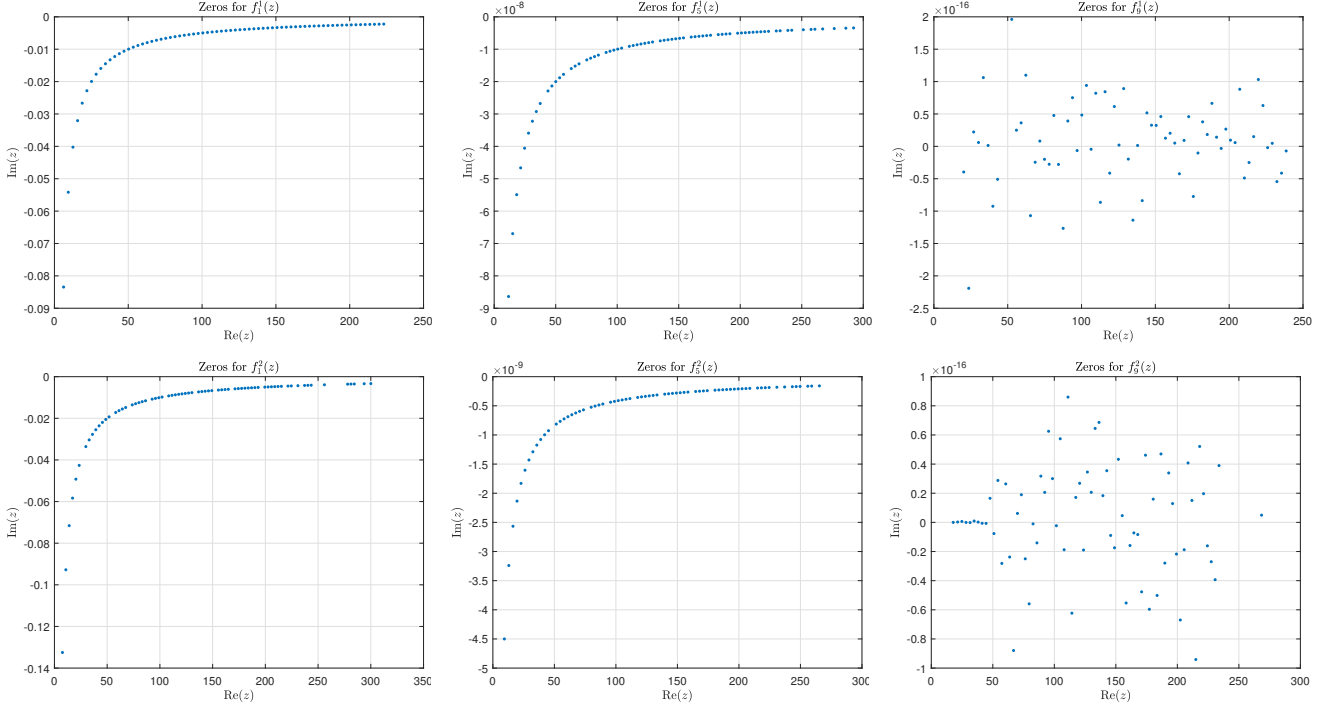 Zeros for f_1^1(z)
0
-0.01
-0.02
-0.03
-0.04
-0.05
-0.06
-0.07
-0.08
-0.09
Im(z)
0 50 100 150 200 250
Re(z)
Zeros for f_5^1(z)
×10^-8
0
-1
-2
-3
-4
-5
-6
-7
-8
-9
Im(z)
0 50 100 150 200 250 300
Re(z)
Zeros for f_9^1(z)
×10^-16
2
1.5
1
0.5
0
-0.5
-1
-1.5
-2
-2.5
Im(z)
0 50 100 150 200 250
Re(z)
Zeros for f_1^2(z)
0
-0.02
-0.04
-0.06
-0.08
-0.1
-0.12
-0.14
Im(z)
0 50 100 150 200 250 300 350
Re(z)
Zeros for f_5^2(z)
×10^-9
0
-0.5
-1
-1.5
-2
-2.5
-3
-3.5
-4
-4.5
-5
Im(z)
0 50 100 150 200 250 300
Re(z)
Zeros for f_9^2(z)
×10^-16
1
0.8
0.6
0.4
0.2
0
-0.2
-0.4
-0.6
-0.8
-1
Im(z)
0 50 100 150 200 250 300
Re(z)